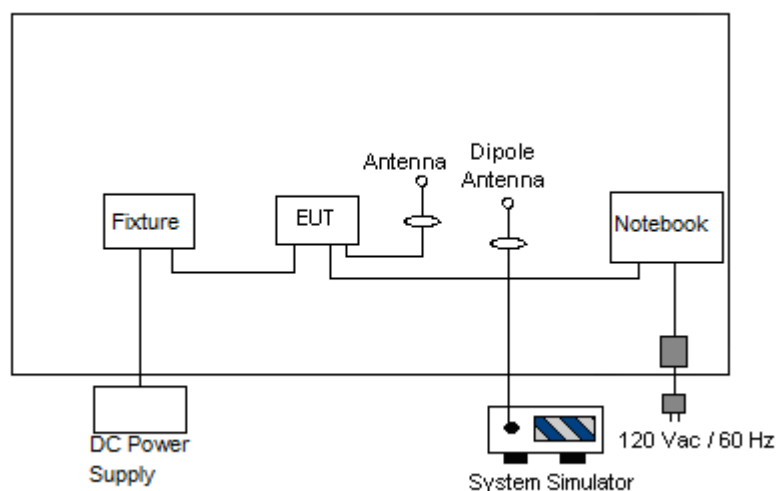 Antenna
Dipole
Antenna
Fixture
EUT
Notebook
DC Power
Supply
120 Vac / 60 Hz
System Simulator